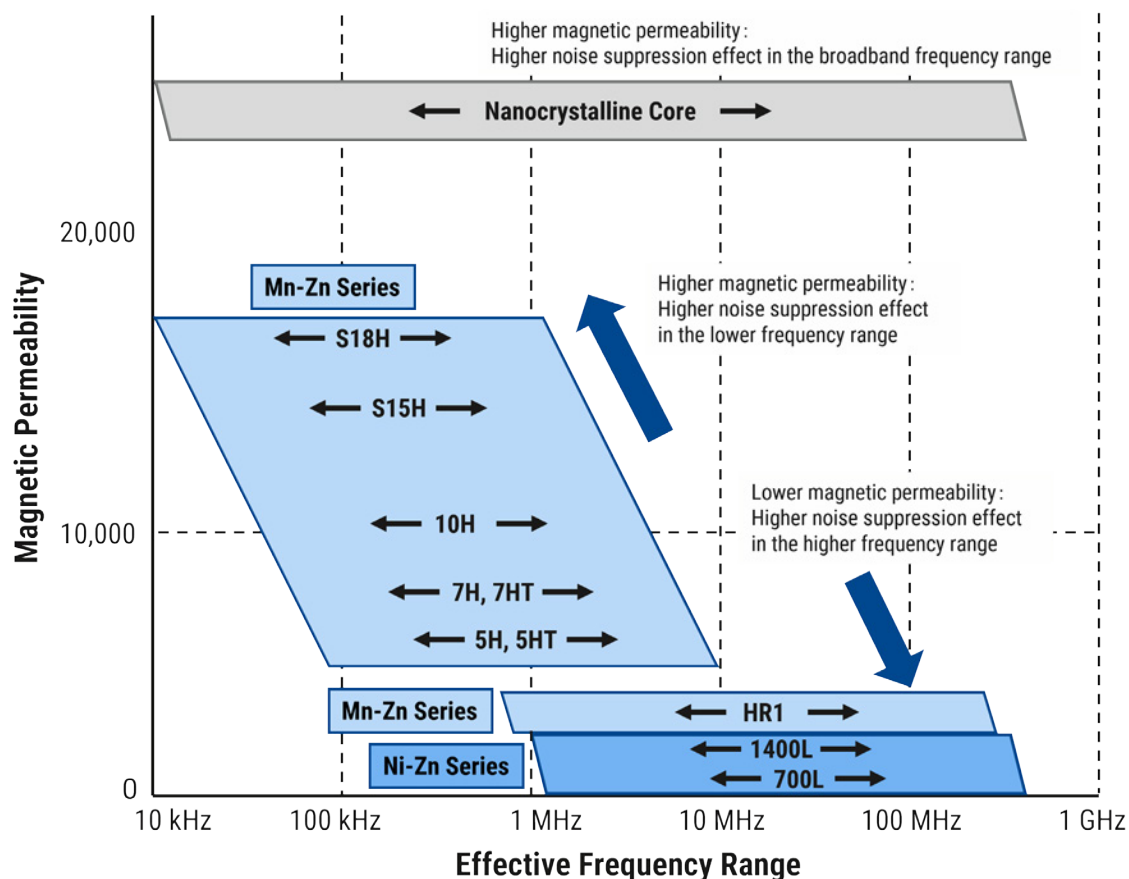 Higher magnetic permeability:
Higher noise suppression effect in the broadband frequency range
Nanocrystalline Core
20,000
Mn-Zn Series
Higher magnetic permeability:
Higher noise suppression effect
in the lower frequency range
S18H
S15H
Magnetic Permeability
Lower magnetic permeability:
Higher noise suppression effect
in the higher frequency range
10,000
10H
7H, 7HT
5H, 5HT
Mn-Zn Series
HR1
Ni-Zn Series
1400L
700L
0
10 kHz
100 kHz
1 MHz
10 MHz
100 MHz
1 GHz
Effective Frequency Range